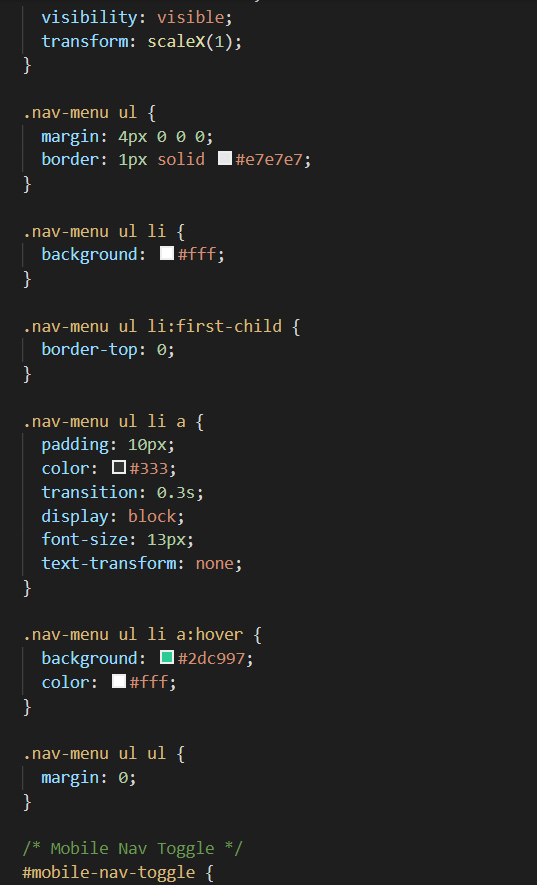 visibility: visible;
transform: scaleX(1);
}
.nav-menu ul {
margin: 4px 0 0 0;
border: 1px solid #e7e7e7;
}
.nav-menu ul li {
background: #fff;
}
.nav-menu ul li:first-child {
border-top: 0;
}
.nav-menu ul li a {
padding: 10px;
color: #333;
transition: 0.3s;
display: block;
font-size: 13px;
text-transform: none;
}
.nav-menu ul li a:hover {
background: #2dc997;
color: #fff;
}
.nav-menu ul ul {
margin: 0;
}
/* Mobile Nav Toggle */
#mobile-nav-toggle {